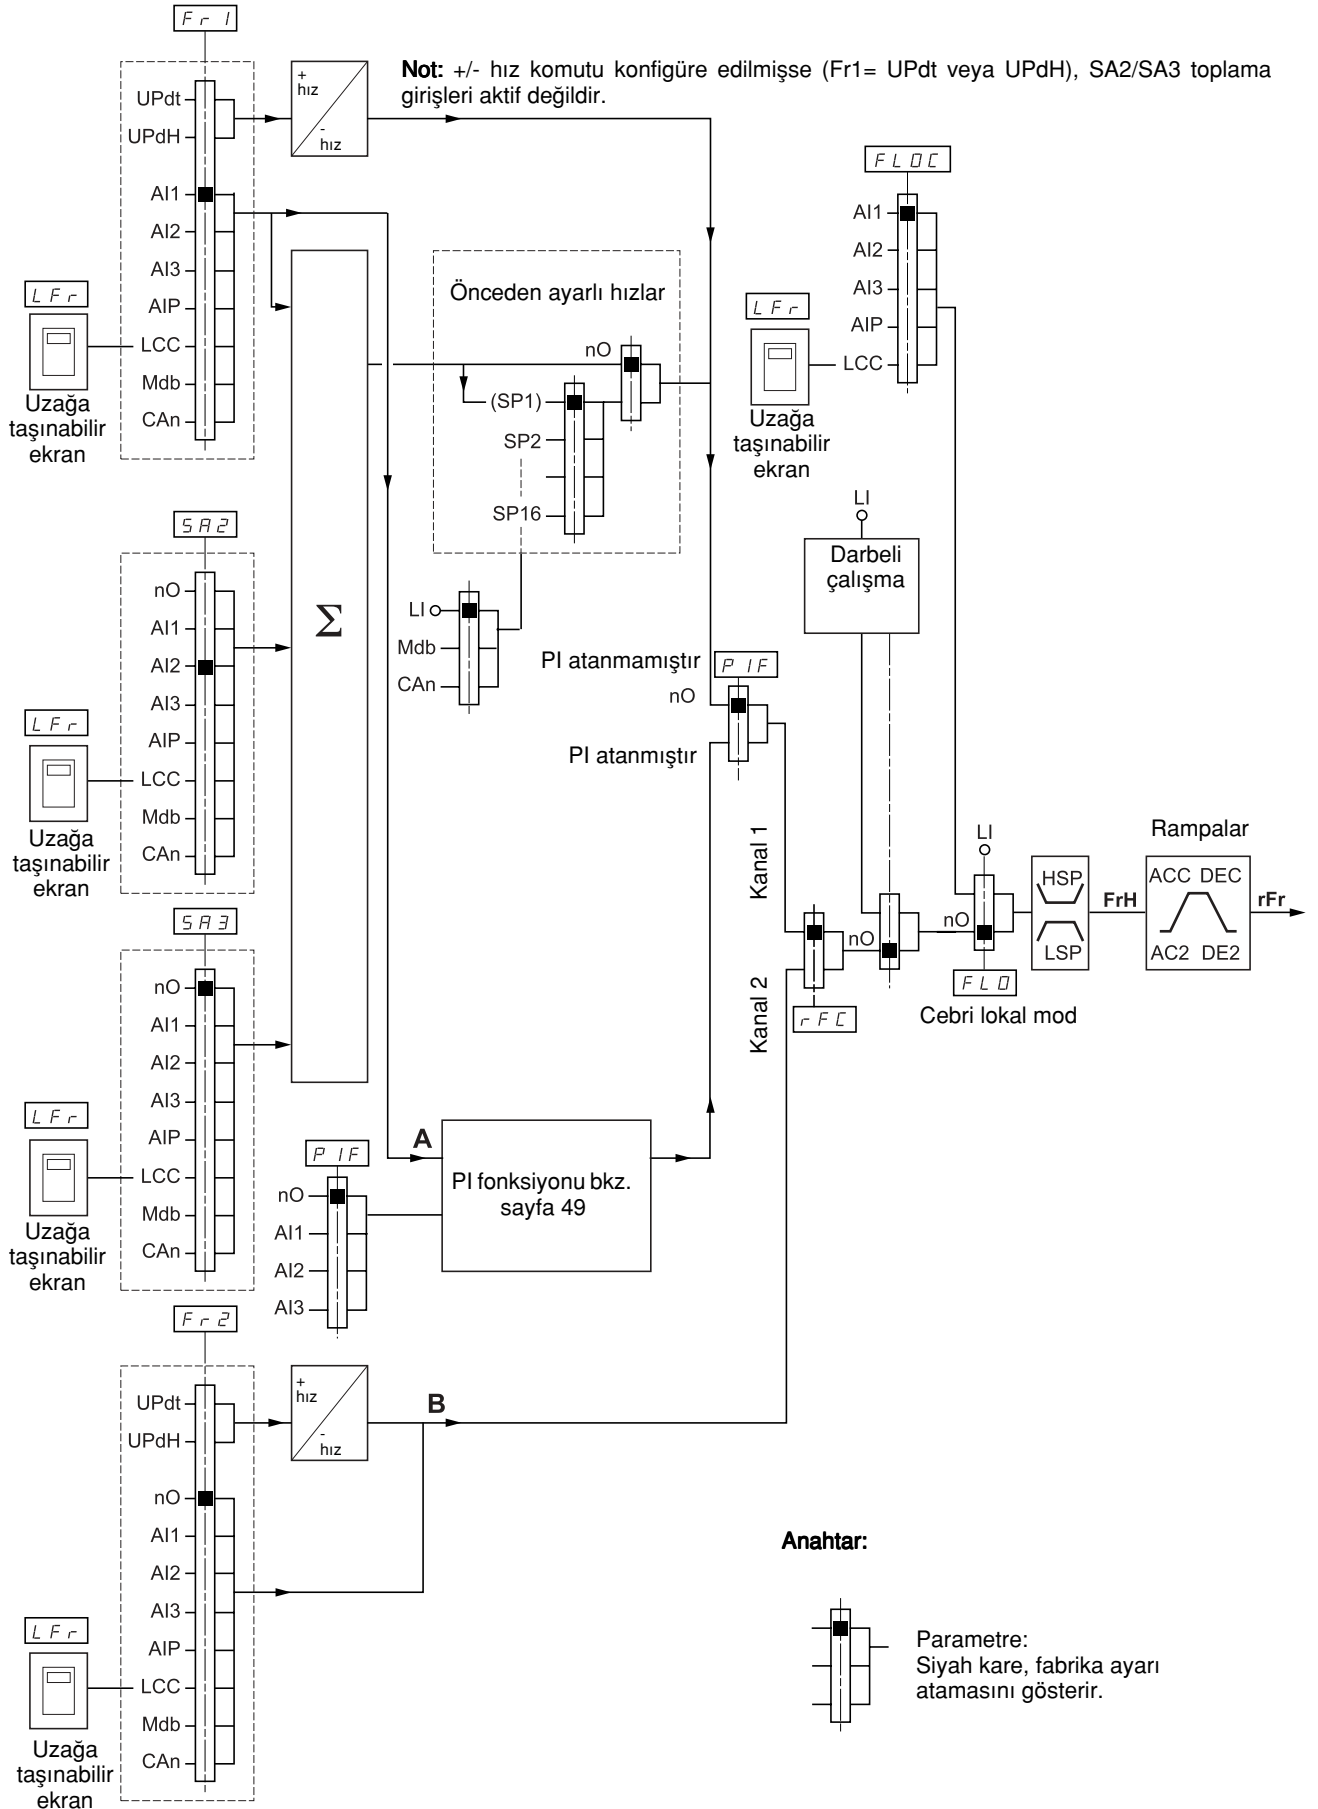 Fr1
Not: +/- hız komutu konfigüre edilmişse (Fr1= UPdt veya UPdH), SA2/SA3 toplama
girişleri aktif değildir.
UPdt
UPdH
+
hız
-
hız
AI1
AI2
AI3
AIP
LCC
Mdb
CAn
LFr
Uzağa
taşınabilir
ekran
Önceden ayarlı hızlar
nO
(SP1)
SP2
SP16
LI
Mdb
CAn
FLOC
AI1
AI2
AI3
AIP
LCC
LFr
Uzağa
taşınabilir
ekran
SA2
nO
AI1
AI2
AI3
AIP
LCC
Mdb
CAn
LFr
Uzağa
taşınabilir
ekran
Σ
LI
Darbeli
çalışma
PI atanmamıştır
PIF
nO
PI atanmıştır
Kanal 1
Kanal 2
rFC
nO
nO
LI
FLO
Cebri lokal mod
HSP
LSP
FrH
Rampalar
ACC DEC
AC2 DE2
rFr
SA3
nO
AI1
AI2
AI3
AIP
LCC
Mdb
CAn
LFr
Uzağa
taşınabilir
ekran
A
PIF
nO
AI1
AI2
AI3
PI fonksiyonu bkz.
sayfa 49
Fr2
UPdt
UPdH
+
hız
-
hız
B
nO
AI1
AI2
AI3
AIP
LCC
Mdb
CAn
LFr
Uzağa
taşınabilir
ekran
Anahtar:
Parametre:
Siyah kare, fabrika ayarı
atamasını gösterir.